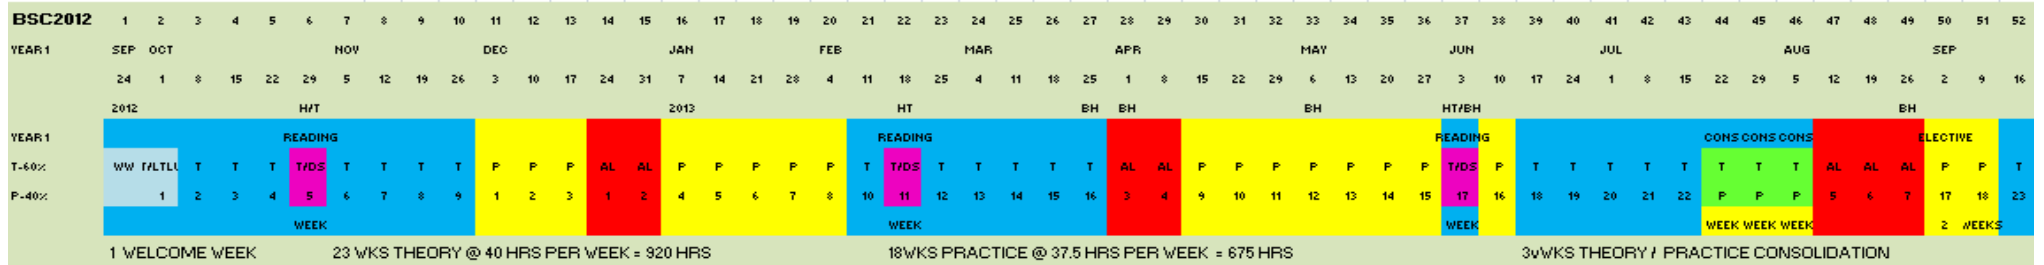 BSC2012 1 2 3 4 5 6 7 8 9 10 11 12 13 14 15 16 17 18 19 20 21 22 23 24 25 26 27 28 29 30 31 32 33 34 35 36 37 38 39 40 41 42 43 44 45 46 47 48 49 50 51 52
YEAR 1 SEP OCT NOV DEC JAN FEB MAR APR MAY JUN JUL AUG SEP
24 1 8 15 22 29 5 12 19 26 3 10 17 24 31 7 14 21 28 4 11 18 25 4 11 18 25 1 8 15 22 29 6 13 20 27 3 10 17 24 1 8 15 22 29 5 12 19 26 2 9 16
2012 H/T 2013 HT BH BH BH HT/BH BH
YEAR 1 READING READING READING CONS CONS CONS ELECTIVE
T-60% WW T/LTLU T T T T/DS T T T T P P P AL AL P P P P P T T/DS T T T T T AL AL P P P P P P P T/DS P T T T T T T T T AL AL AL P P T
P-40% 1 2 3 4 5 6 7 8 9 1 2 3 1 2 4 5 6 7 8 10 11 12 13 14 15 16 3 4 9 10 11 12 13 14 15 17 16 18 19 20 21 22 P P P 5 6 7 17 18 23
WEEK WEEK WEEK WEEK WEEK WEEK 2 WEEKS
1 WELCOME WEEK 23 WKS THEORY @ 40 HRS PER WEEK = 920 HRS 18WKS PRACTICE @ 37.5 HRS PER WEEK = 675 HRS 3vWKS THEORY / PRACTICE CONSOLIDATION